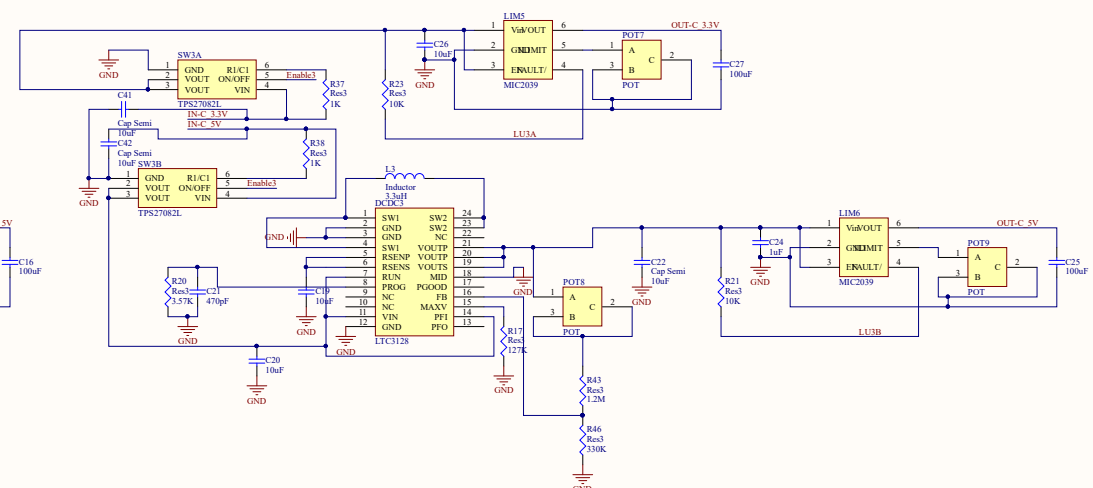 LIM5
OUT-C_3.3V
1 Vin VOUT 6
2 GND LIMIT 5
3 EN FAULT/ 4
MIC2039
C26
10uF
GND
POT7
1 A
3 B
C 2
POT
C27
100uF
GND
SW3A
1 GND R1/C1 6
2 VOUT ON/OFF 5 Enable3
3 VOUT VIN 4
TPS27082L
R37
Res3
1K
R23
Res3
10K
LU3A
C41
Cap Semi
10uF
IN-C_3.3V
IN-C_5V
C42
Cap Semi
10uF
R38
Res3
1K
SW3B
1 GND R1/C1 6
2 VOUT ON/OFF 5 Enable3
3 VOUT VIN 4
TPS27082L
GND
L3
Inductor
3.3uH
DCDC3
1 SW1 SW2 24
2 GND SW2 23
3 GND NC 22
4 SW1 VOUTP 21
5 RSENP VOUTP 20
6 RSENS VOUTS 19
7 RUN MID 18
8 PROG PGOOD 17
9 NC FB 16
10 NC MAXV 15
11 VIN PFI 14
12 GND PFO 13
LTC3128
GND
GND
GND
5V
C16
100uF
R20
Res3
3.57K
C21
470pF
GND
C19
10uF
GND
C20
10uF
GND
R17
Res3
127K
GND
POT8
1 A
3 B
C 2
POT
R43
Res3
1.2M
R46
Res3
330K
GND
C22
Cap Semi
10uF
GND
R21
Res3
10K
C24
1uF
GND
LIM6
1 Vin VOUT 6
2 GND LIMIT 5
3 EN FAULT/ 4
MIC2039
OUT-C_5V
POT9
1 A
3 B
C 2
POT
C25
100uF
LU3B